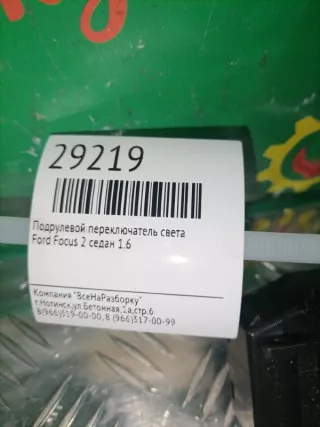 29219
Подрулевой переключатель света
Ford Focus 2 седан 1.6
Компания "ВсеНаРазборку"
г.Ногинск,ул.Бетонная,1а,стр.6
8(966)319-00-00, 8 (966)317-00-99